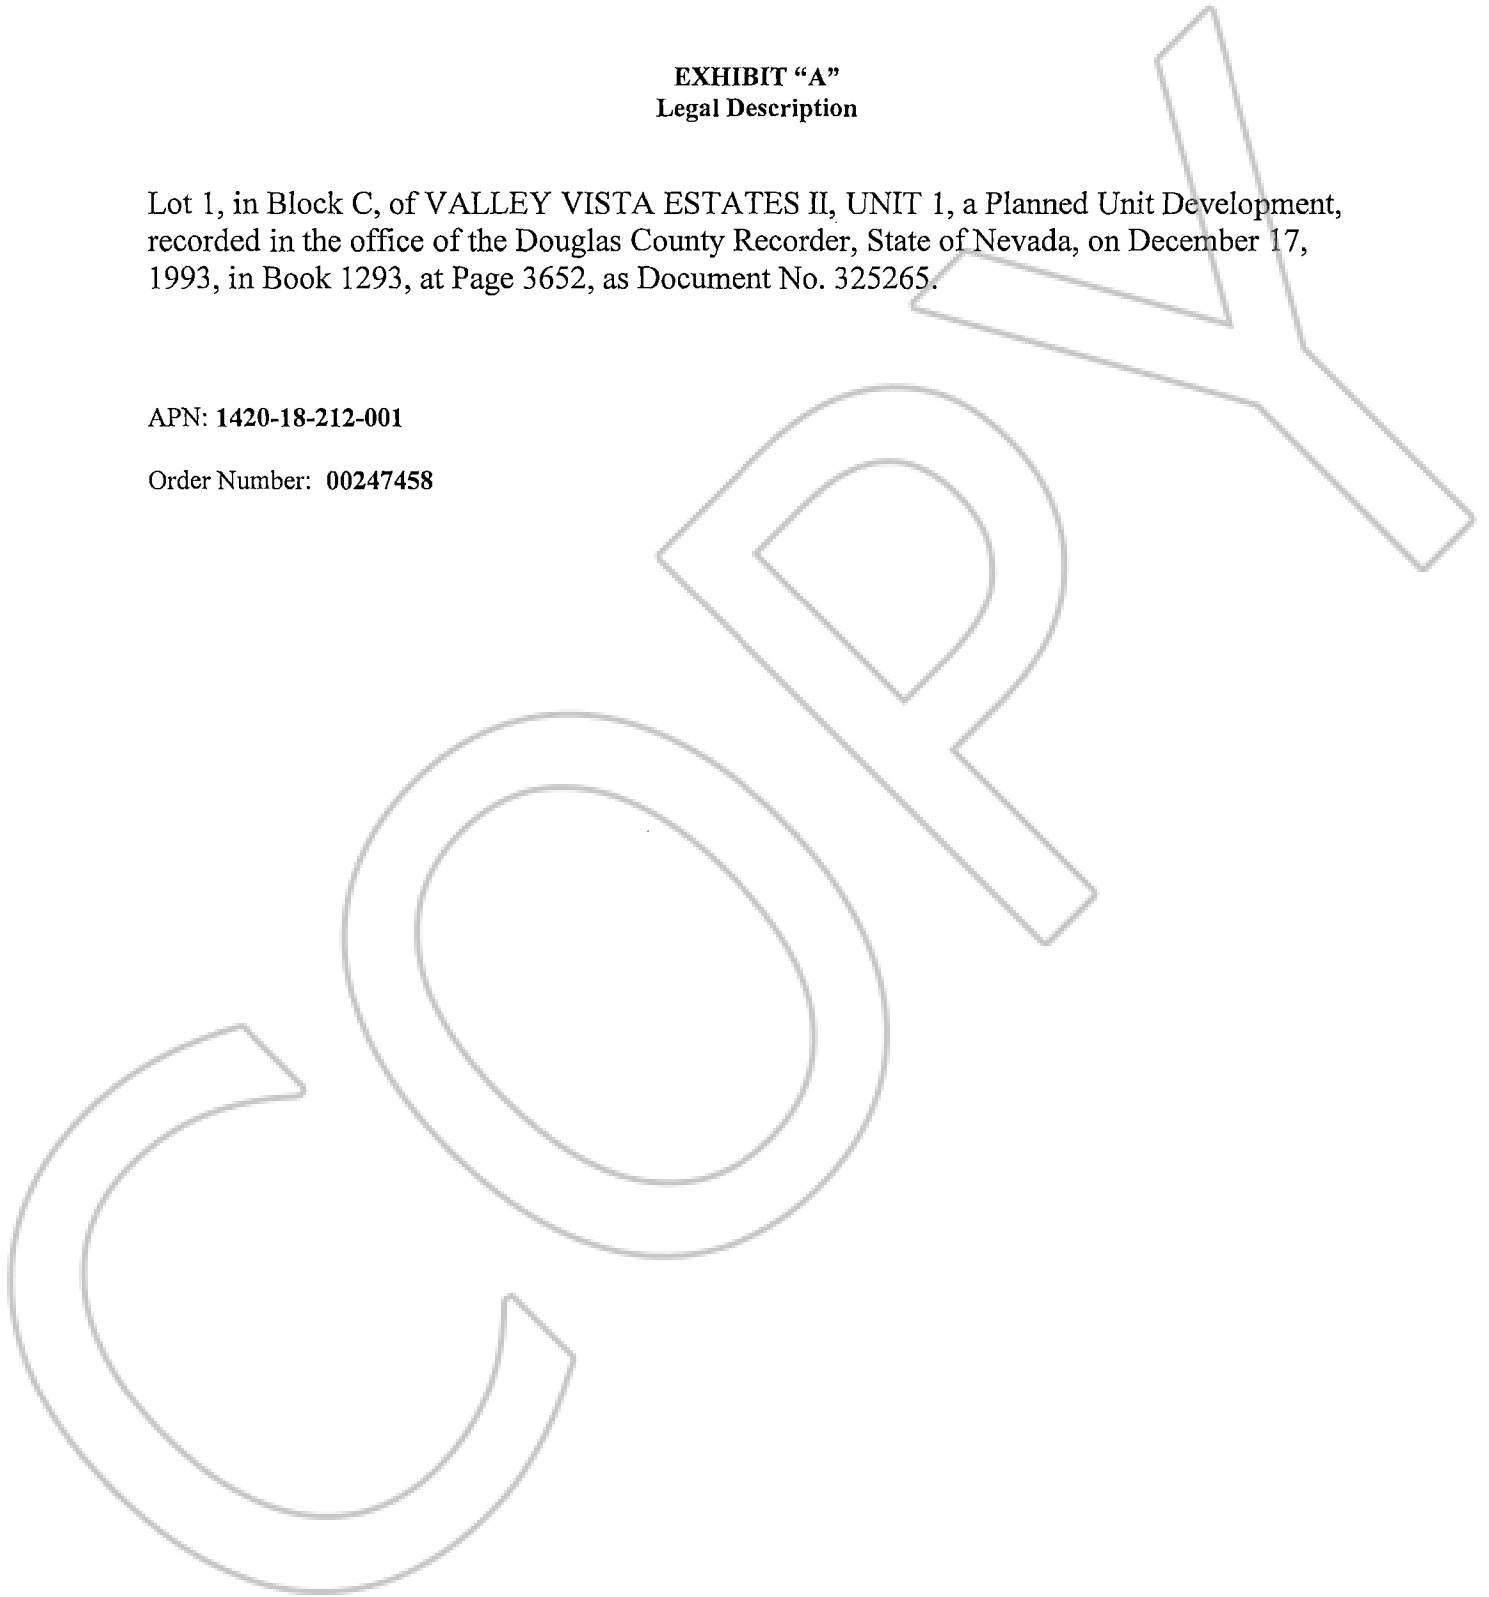 EXHIBIT “A”
Legal Description
Lot 1, in Block C, of VALLEY VISTA ESTATES II, UNIT 1, a Planned Unit Development,
recorded in the office of the Douglas County Recorder, State of Nevada, on December 17,
1993, in Book 1293, at Page 3652, as Document No. 325265.
APN: 1420-18-212-001
Order Number: 00247458
COPY